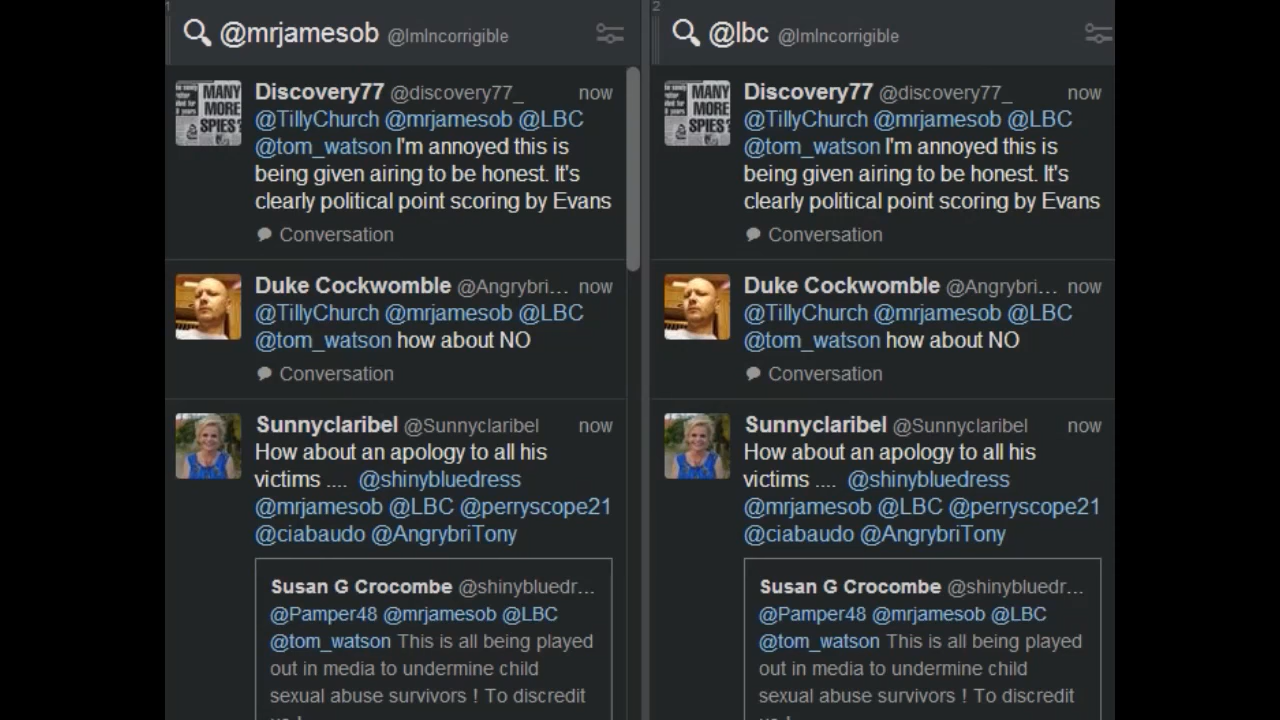 1
@mrjamesob @ImIncorrigible
Discovery77 @discovery77_ now
@TillyChurch @mrjamesob @LBC
@tom_watson I'm annoyed this is
being given airing to be honest. It's
clearly political point scoring by Evans
Conversation
Duke Cockwomble @Angrybri... now
@TillyChurch @mrjamesob @LBC
@tom_watson how about NO
Conversation
Sunnyclaribel @Sunnyclaribel now
How about an apology to all his
victims .... @shinybluedress
@mrjamesob @LBC @perryscope21
@ciabaudo @AngrybriTony
Susan G Crocombe @shinybluedr...
@Pamper48 @mrjamesob @LBC
@tom_watson This is all being played
out in media to undermine child
sexual abuse survivors ! To discredit
2
@lbc @ImIncorrigible
Discovery77 @discovery77_ now
@TillyChurch @mrjamesob @LBC
@tom_watson I'm annoyed this is
being given airing to be honest. It's
clearly political point scoring by Evans
Conversation
Duke Cockwomble @Angrybri... now
@TillyChurch @mrjamesob @LBC
@tom_watson how about NO
Conversation
Sunnyclaribel @Sunnyclaribel now
How about an apology to all his
victims .... @shinybluedress
@mrjamesob @LBC @perryscope21
@ciabaudo @AngrybriTony
Susan G Crocombe @shinybluedr...
@Pamper48 @mrjamesob @LBC
@tom_watson This is all being played
out in media to undermine child
sexual abuse survivors ! To discredit